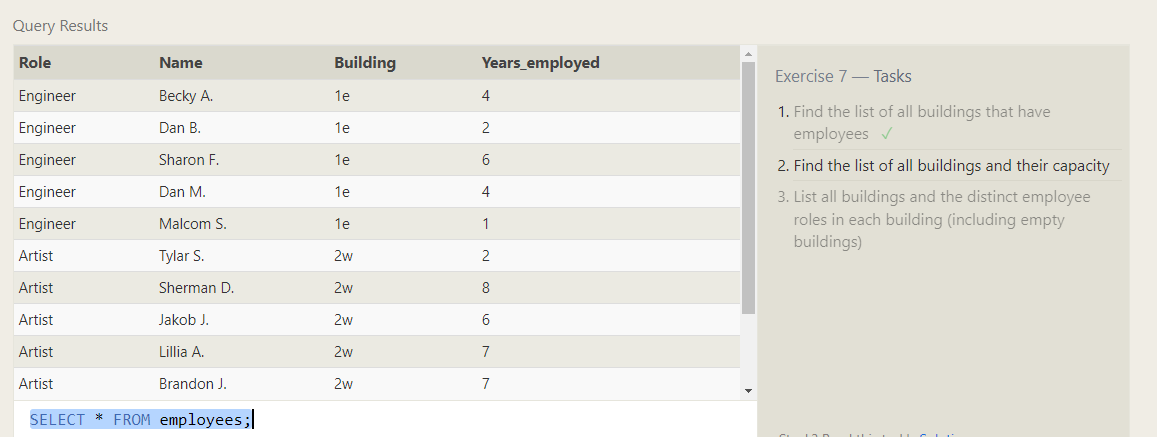 Query Results
Role Name Building Years_employed
Engineer Becky A. 1e 4
Engineer Dan B. 1e 2
Engineer Sharon F. 1e 6
Engineer Dan M. 1e 4
Engineer Malcom S. 1e 1
Artist Tylar S. 2w 2
Artist Sherman D. 2w 8
Artist Jakob J. 2w 6
Artist Lillia A. 2w 7
Artist Brandon J. 2w 7
SELECT * FROM employees;
Exercise 7 — Tasks
1. Find the list of all buildings that have
employees ✓
2. Find the list of all buildings and their capacity
3. List all buildings and the distinct employee
roles in each building (including empty
buildings)